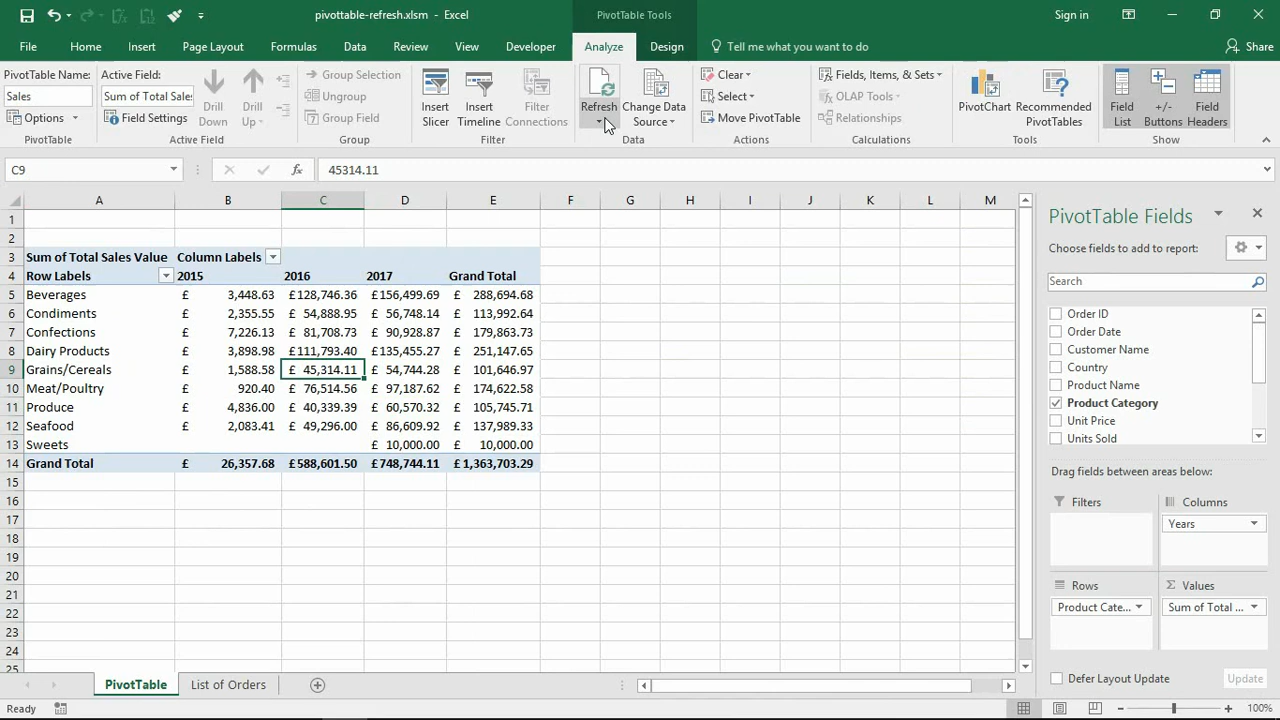 pivottable-refresh.xlsm - Excel
PivotTable Tools
Sign in
File
Home
Insert
Page Layout
Formulas
Data
Review
View
Developer
Analyze
Design
Tell me what you want to do
Share
PivotTable Name:
Sales
Options
PivotTable
Active Field:
Sum of Total Sales
Field Settings
Drill Down
Drill Up
Active Field
Group Selection
Ungroup
Group Field
Group
Insert Slicer
Insert Timeline
Filter Connections
Filter
Refresh
Change Data Source
Data
Clear
Select
Move PivotTable
Actions
Fields, Items, & Sets
OLAP Tools
Relationships
Calculations
PivotChart
Recommended PivotTables
Tools
Field List
+/- Buttons
Field Headers
Show
C9
fx
45314.11
A B C D E F G H I J K L M
1
2
3 Sum of Total Sales Value Column Labels
4 Row Labels 2015 2016 2017 Grand Total
5 Beverages £ 3,448.63 £128,746.36 £156,499.69 £ 288,694.68
6 Condiments £ 2,355.55 £ 54,888.95 £ 56,748.14 £ 113,992.64
7 Confections £ 7,226.13 £ 81,708.73 £ 90,928.87 £ 179,863.73
8 Dairy Products £ 3,898.98 £111,793.40 £135,455.27 £ 251,147.65
9 Grains/Cereals £ 1,588.58 £ 45,314.11 £ 54,744.28 £ 101,646.97
10 Meat/Poultry £ 920.40 £ 76,514.56 £ 97,187.62 £ 174,622.58
11 Produce £ 4,836.00 £ 40,339.39 £ 60,570.32 £ 105,745.71
12 Seafood £ 2,083.41 £ 49,296.00 £ 86,609.92 £ 137,989.33
13 Sweets £ 10,000.00 £ 10,000.00
14 Grand Total £ 26,357.68 £588,601.50 £748,744.11 £ 1,363,703.29
15
16
17
18
19
20
21
22
23
24
25
PivotTable Fields
Choose fields to add to report:
Search
Order ID
Order Date
Customer Name
Country
Product Name
Product Category
Unit Price
Units Sold
Drag fields between areas below:
Filters
Columns
Years
Rows
Product Cate...
Σ Values
Sum of Total ...
Defer Layout Update
Update
PivotTable
List of Orders
Ready
100%